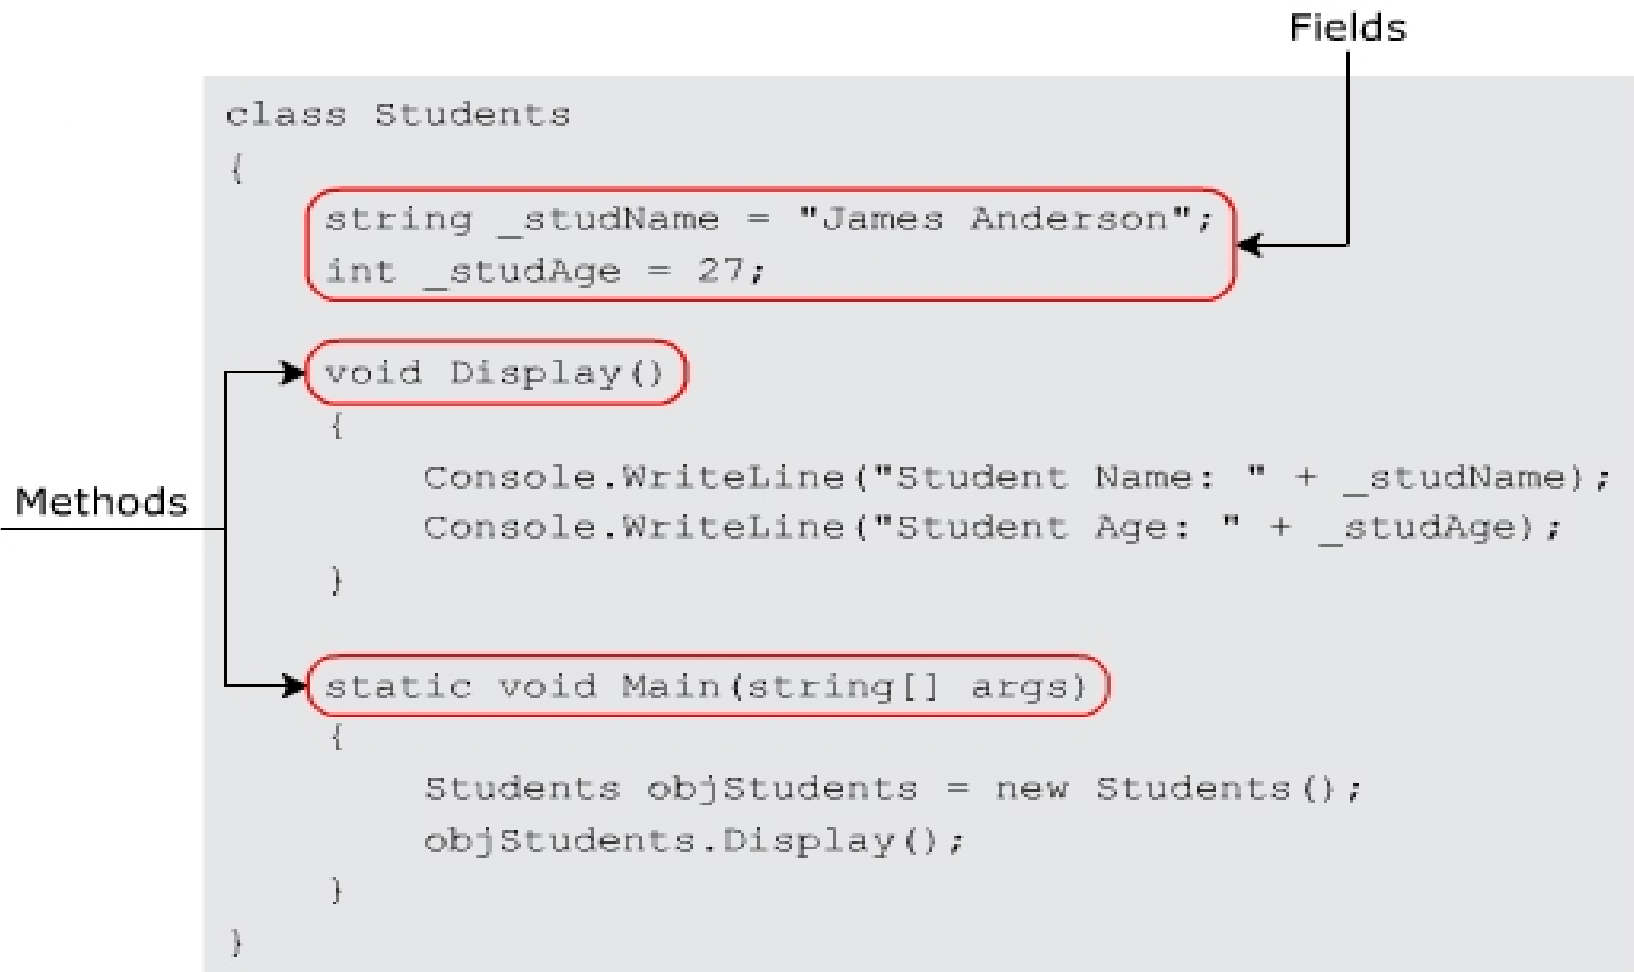 Fields
class Students
{
string _studName = "James Anderson";
int _studAge = 27;
void Display()
{
Console.WriteLine("Student Name: " + _studName);
Console.WriteLine("Student Age: " + _studAge);
}
Methods
static void Main(string[] args)
{
Students objStudents = new Students();
objStudents.Display();
}
}